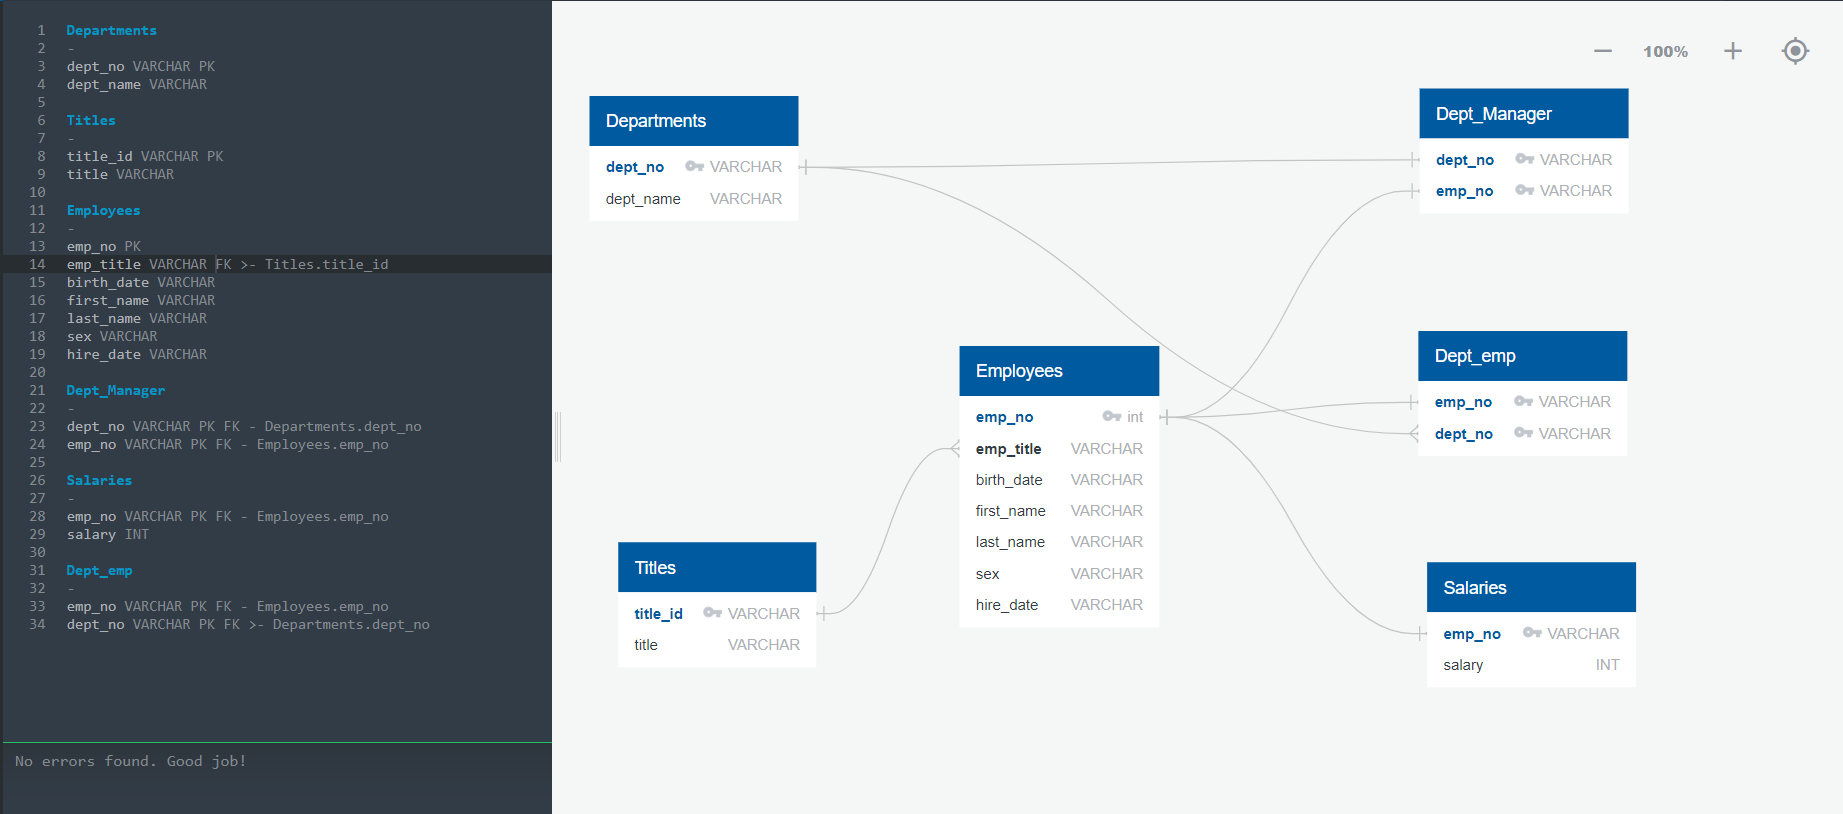 1 Departments
2 -
3 dept_no VARCHAR PK
4 dept_name VARCHAR
5
6 Titles
7 -
8 title_id VARCHAR PK
9 title VARCHAR
10
11 Employees
12 -
13 emp_no PK
14 emp_title VARCHAR FK >- Titles.title_id
15 birth_date VARCHAR
16 first_name VARCHAR
17 last_name VARCHAR
18 sex VARCHAR
19 hire_date VARCHAR
20
21 Dept_Manager
22 -
23 dept_no VARCHAR PK FK - Departments.dept_no
24 emp_no VARCHAR PK FK - Employees.emp_no
25
26 Salaries
27 -
28 emp_no VARCHAR PK FK - Employees.emp_no
29 salary INT
30
31 Dept_emp
32 -
33 emp_no VARCHAR PK FK - Employees.emp_no
34 dept_no VARCHAR PK FK >- Departments.dept_no
No errors found. Good job!
100%
Departments
dept_no VARCHAR
dept_name VARCHAR
Dept_Manager
dept_no VARCHAR
emp_no VARCHAR
Employees
emp_no int
emp_title VARCHAR
birth_date VARCHAR
first_name VARCHAR
last_name VARCHAR
sex VARCHAR
hire_date VARCHAR
Dept_emp
emp_no VARCHAR
dept_no VARCHAR
Titles
title_id VARCHAR
title VARCHAR
Salaries
emp_no VARCHAR
salary INT